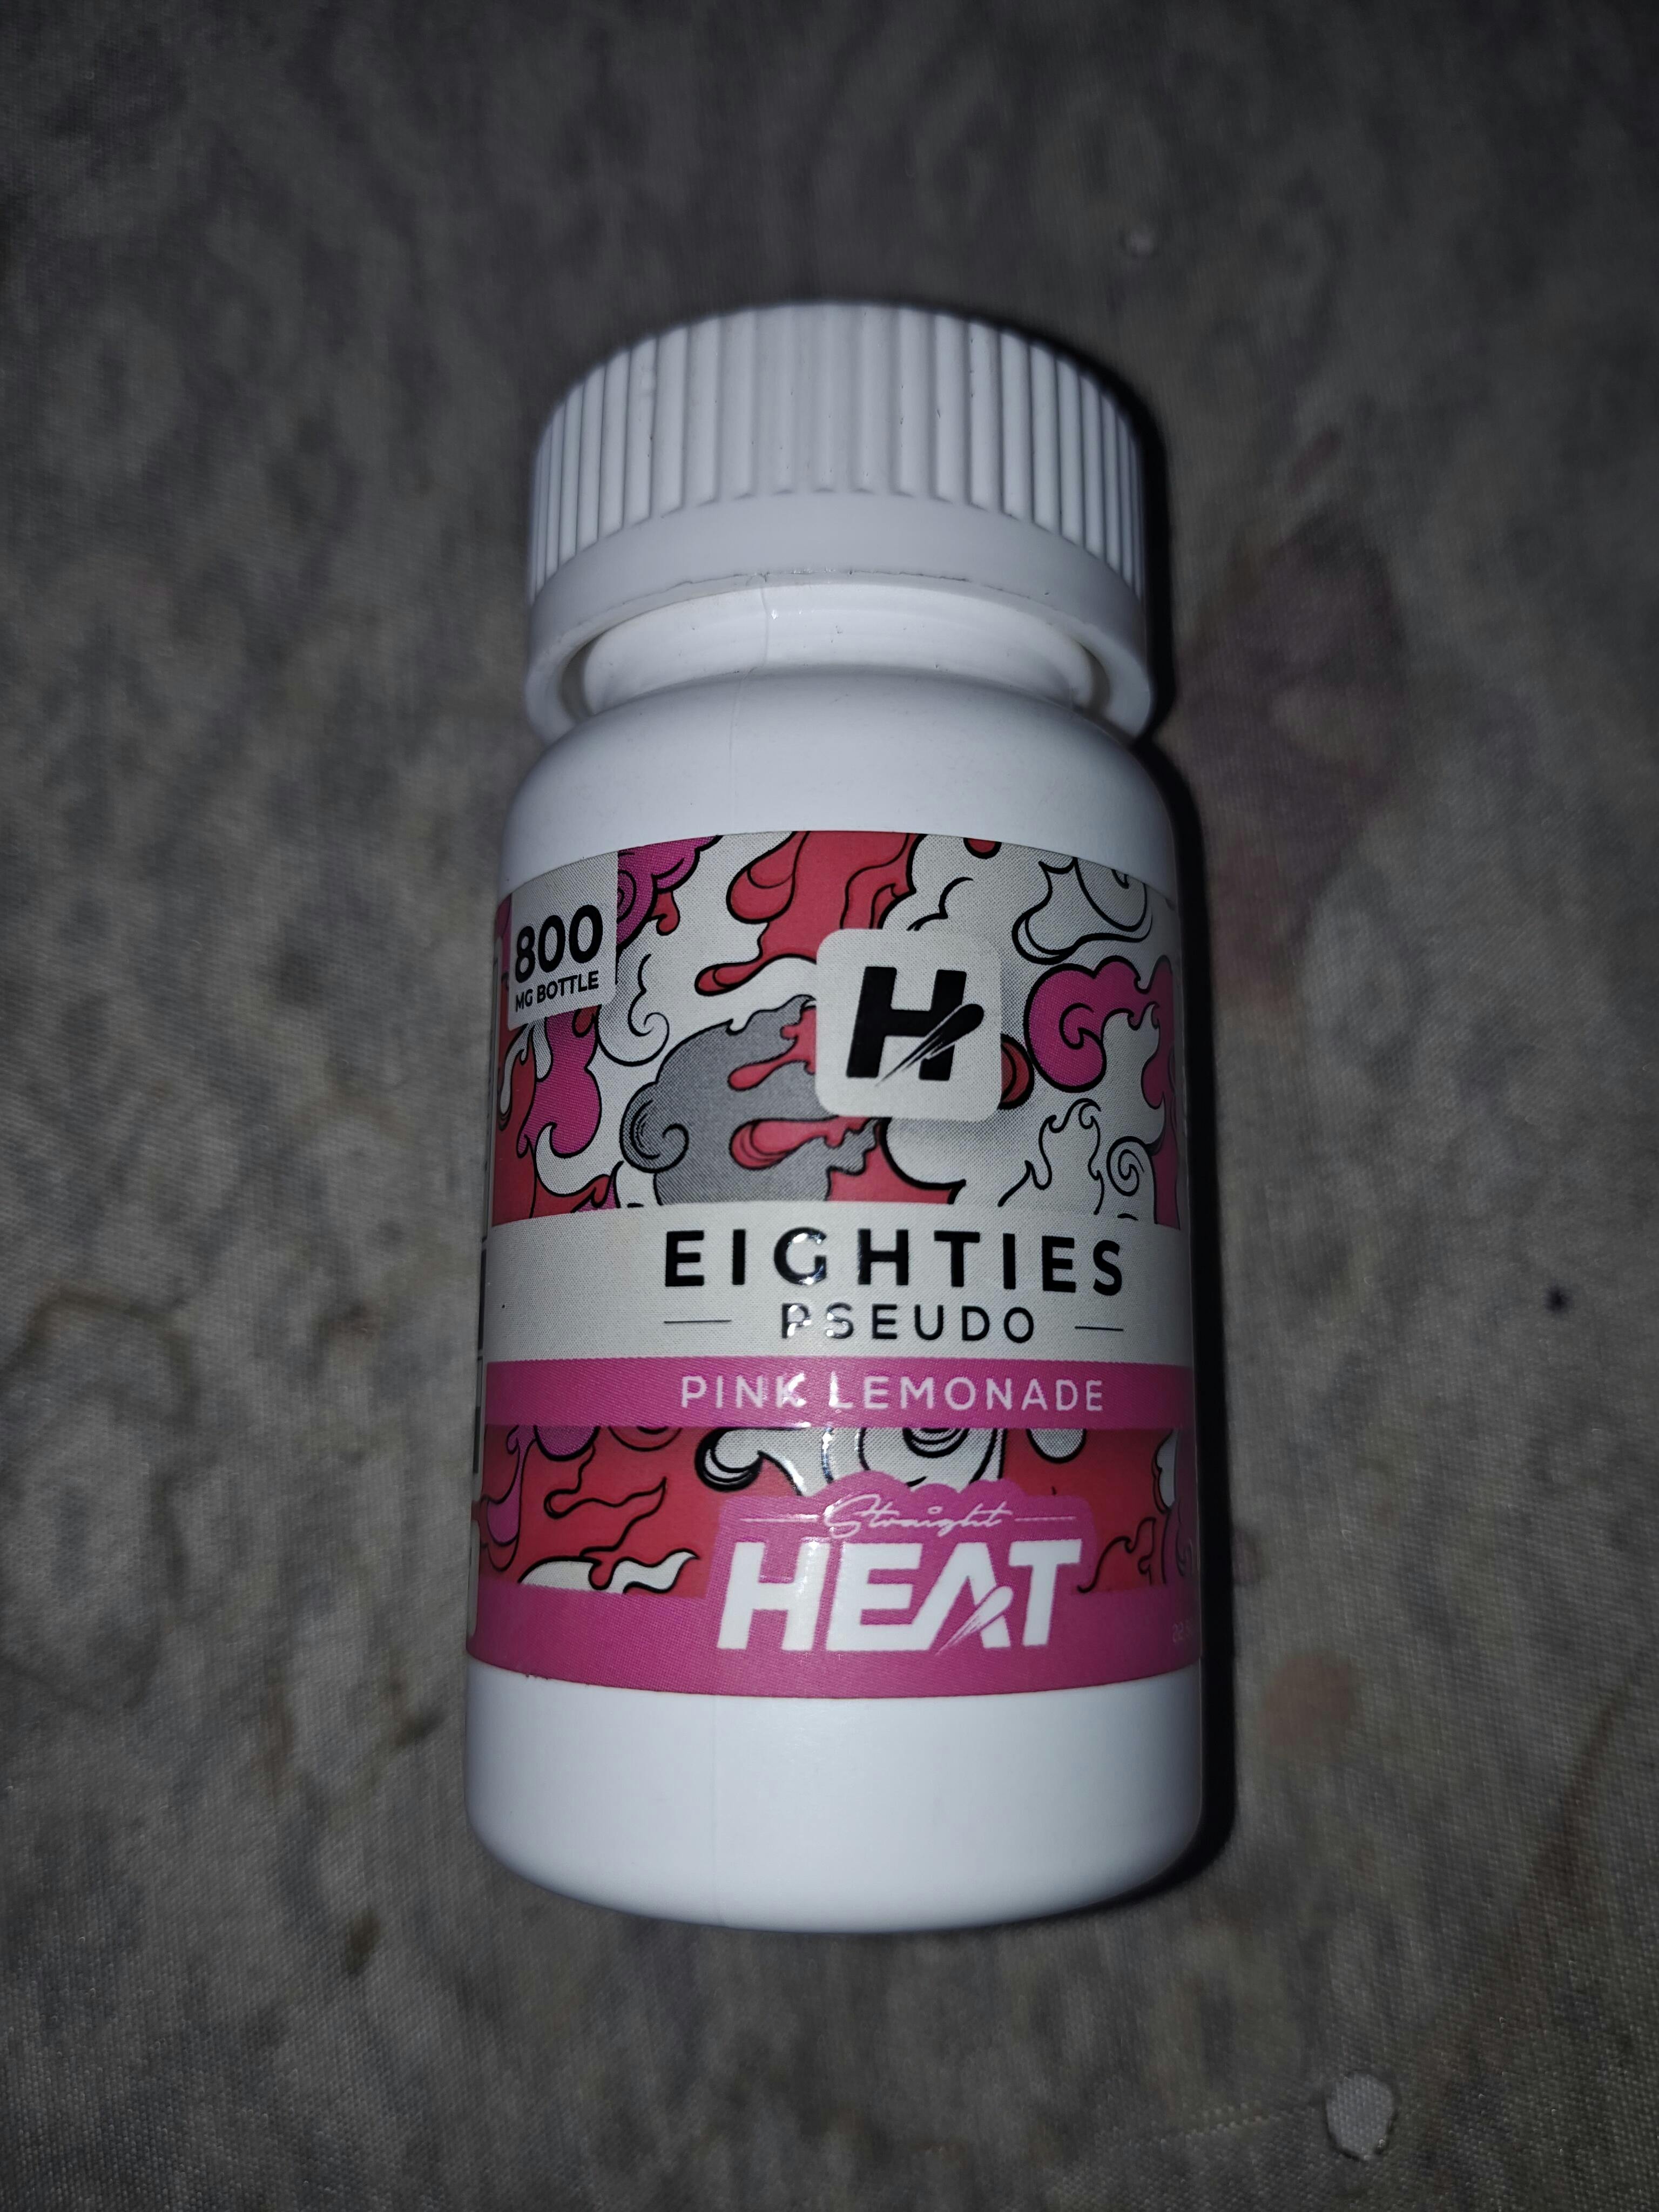 800
MG BOTTLE
H
EIGHTIES
PSEUDO
PINK LEMONADE
Straight
HEAT